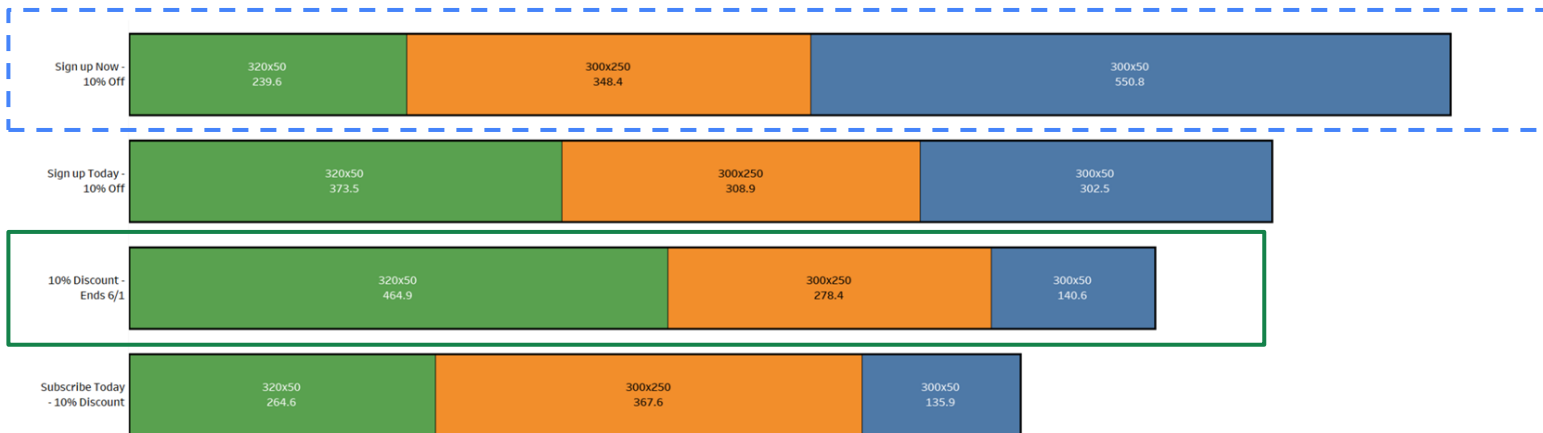 Sign up Now -
10% Off
320x50
239.6
300x250
348.4
300x50
550.8
Sign up Today -
10% Off
320x50
373.5
300x250
308.9
300x50
302.5
10% Discount -
Ends 6/1
320x50
464.9
300x250
278.4
300x50
140.6
Subscribe Today
- 10% Discount
320x50
264.6
300x250
367.6
300x50
135.9